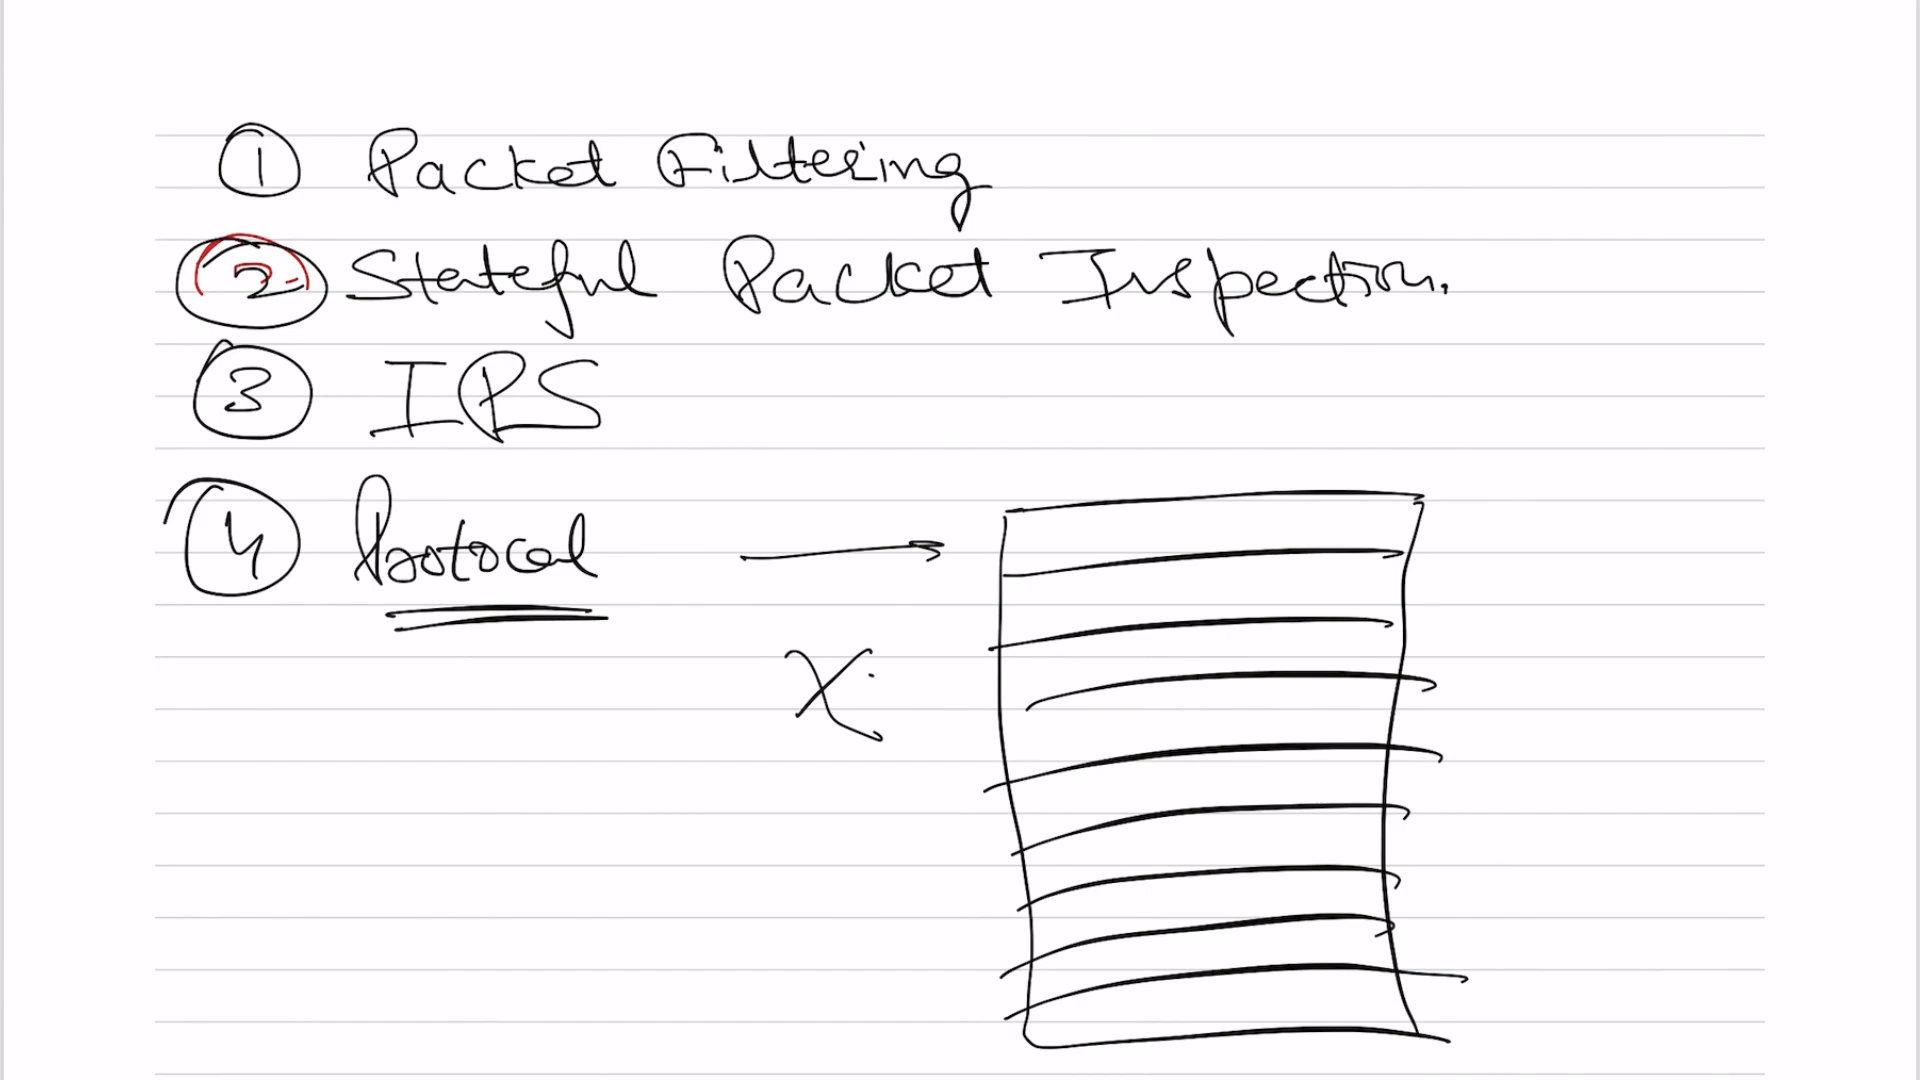 ① Packet Filtering
② Stateful Packet Inspection.
③ IPS
④ Protocol
X